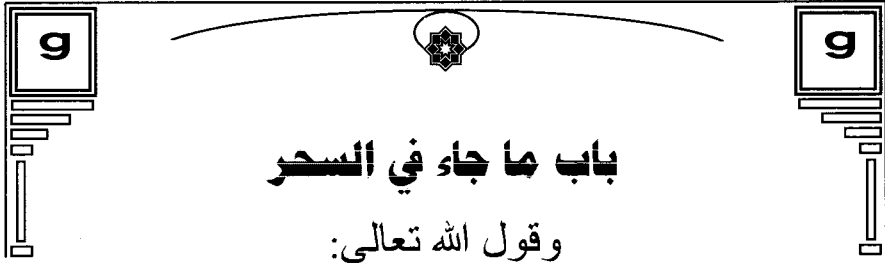 g g
باب ما جاء في السحر
وقول الله تعالى: